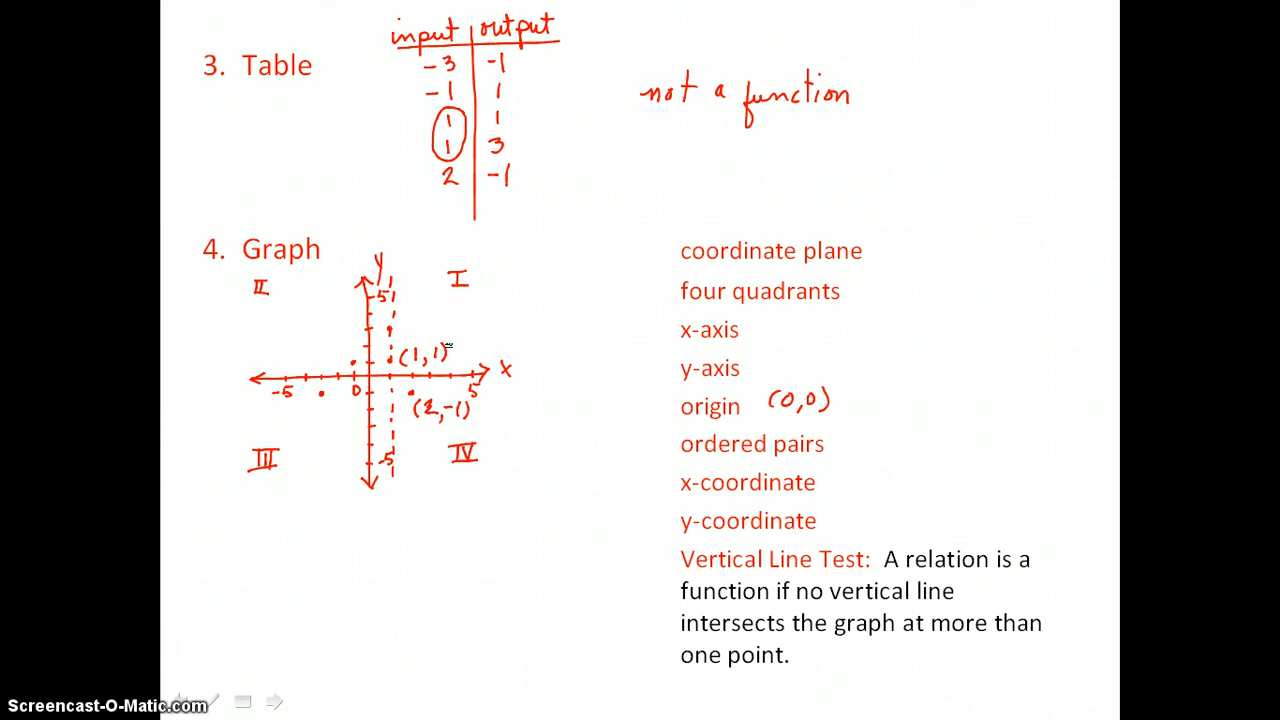 input output
3. Table
-3 -1
-1 1
1 1
1 3
2 -1
not a function
4. Graph
y
II I
5
(1,1)
x
-5 0 5
(2,-1)
III IV
-5
coordinate plane
four quadrants
x-axis
y-axis
origin (0,0)
ordered pairs
x-coordinate
y-coordinate
Vertical Line Test: A relation is a
function if no vertical line
intersects the graph at more than
one point.
Screencast-O-Matic.com